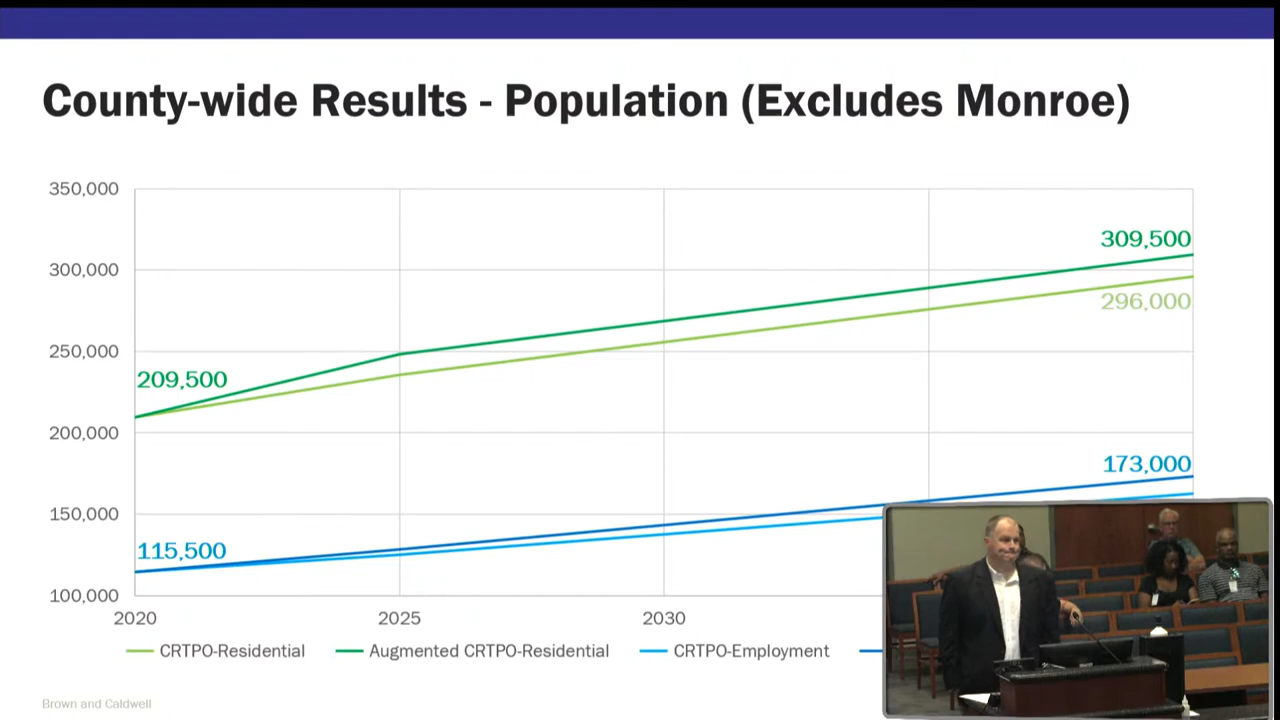 County-wide Results - Population (Excludes Monroe)
350,000
300,000
250,000
200,000
150,000
100,000
309,500
296,000
209,500
173,000
115,500
2020 2025 2030
CRTPO-Residential Augmented CRTPO-Residential CRTPO-Employment
Brown and Caldwell